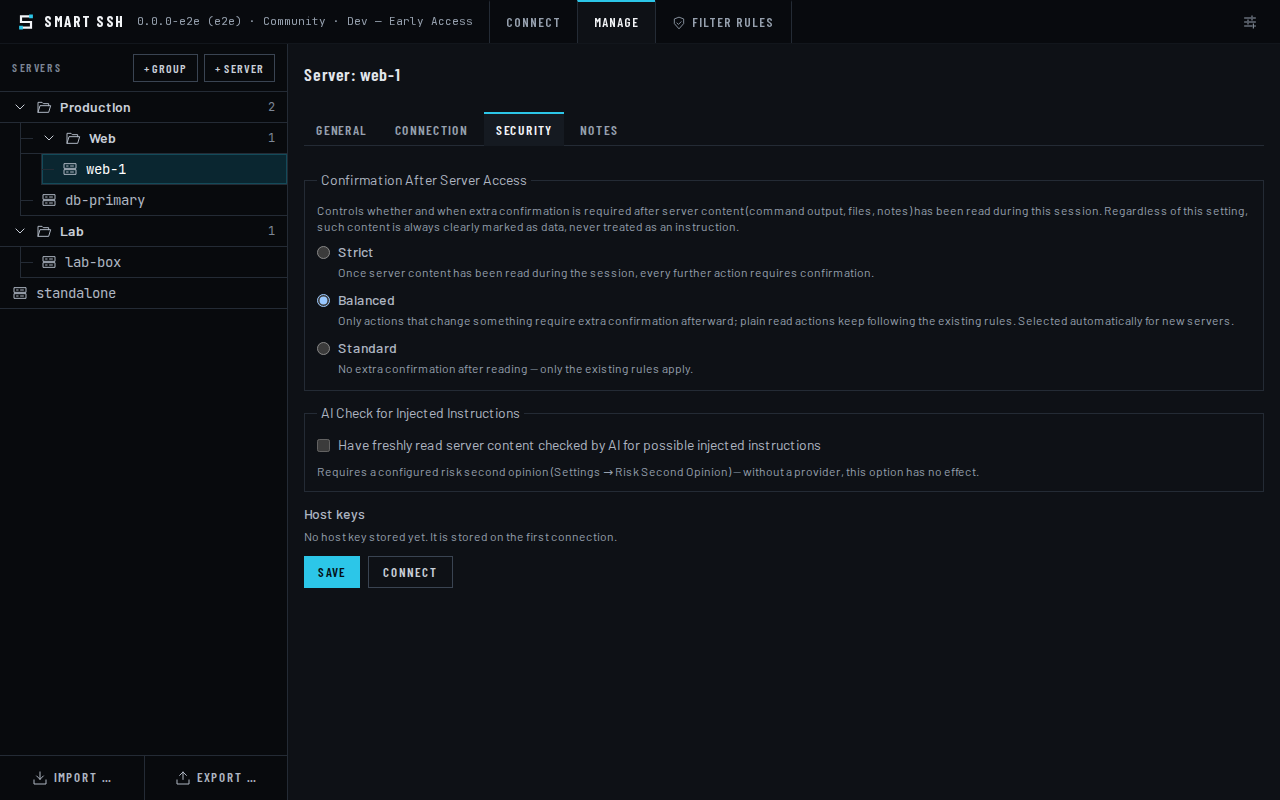 SMART SSH 0.0.0-e2e (e2e) · Community · Dev — Early Access CONNECT MANAGE FILTER RULES
SERVERS +GROUP +SERVER
Production 2
Web 1
web-1
db-primary
Lab 1
lab-box
standalone
IMPORT … EXPORT …
Server: web-1
GENERAL CONNECTION SECURITY NOTES
Confirmation After Server Access
Controls whether and when extra confirmation is required after server content (command output, files, notes) has been read during this session. Regardless of this setting,
such content is always clearly marked as data, never treated as an instruction.
Strict
Once server content has been read during the session, every further action requires confirmation.
Balanced
Only actions that change something require extra confirmation afterward; plain read actions keep following the existing rules. Selected automatically for new servers.
Standard
No extra confirmation after reading — only the existing rules apply.
AI Check for Injected Instructions
Have freshly read server content checked by AI for possible injected instructions
Requires a configured risk second opinion (Settings → Risk Second Opinion) — without a provider, this option has no effect.
Host keys
No host key stored yet. It is stored on the first connection.
SAVE CONNECT